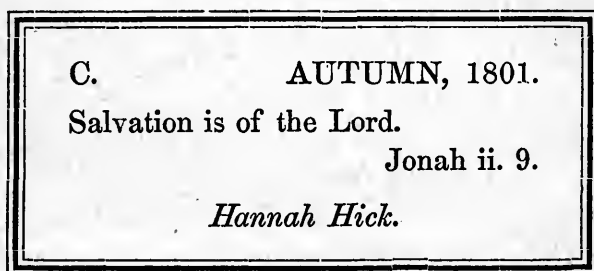 C. AUTUMN, 1801.
Salvation is of the Lord.
Jonah ii. 9.
Hannah Hick.